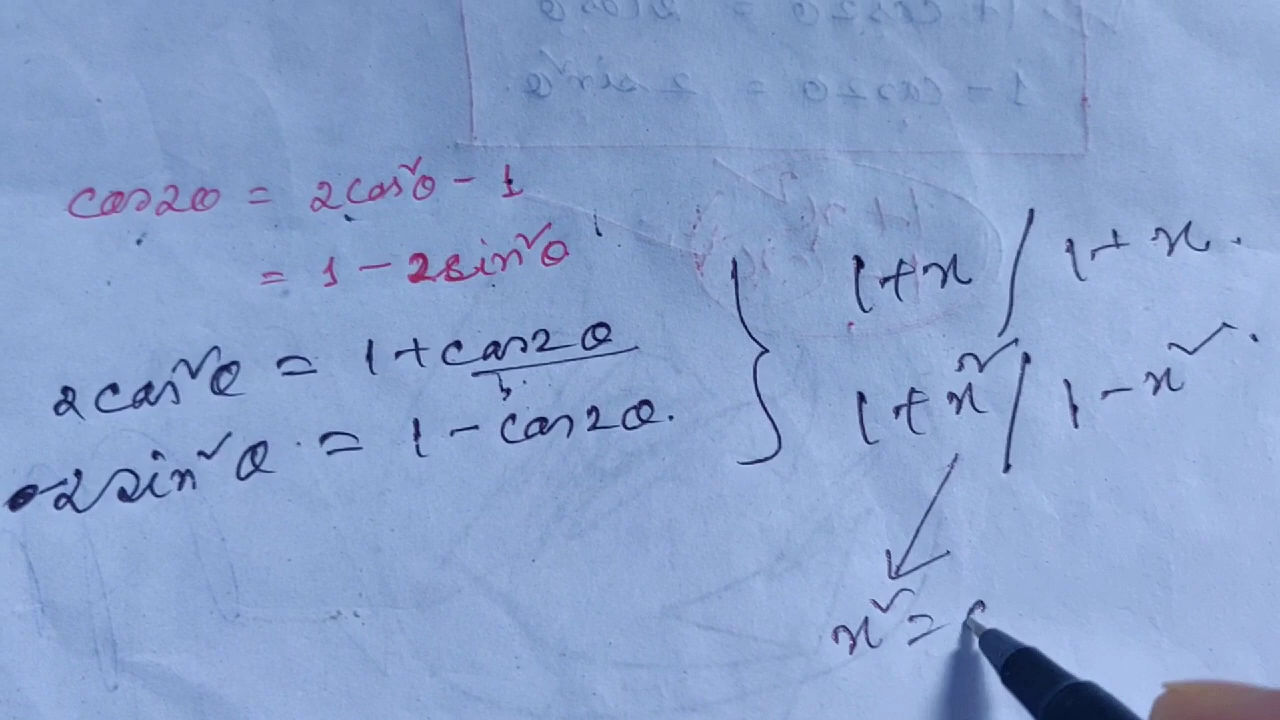 cos2θ = 2cos²θ - 1
= 1 - 2sin²θ
2cos²θ = 1 + cos2θ
2sin²θ = 1 - cos2θ.
1+x / 1+x.
1+x² / 1-x².
x² =